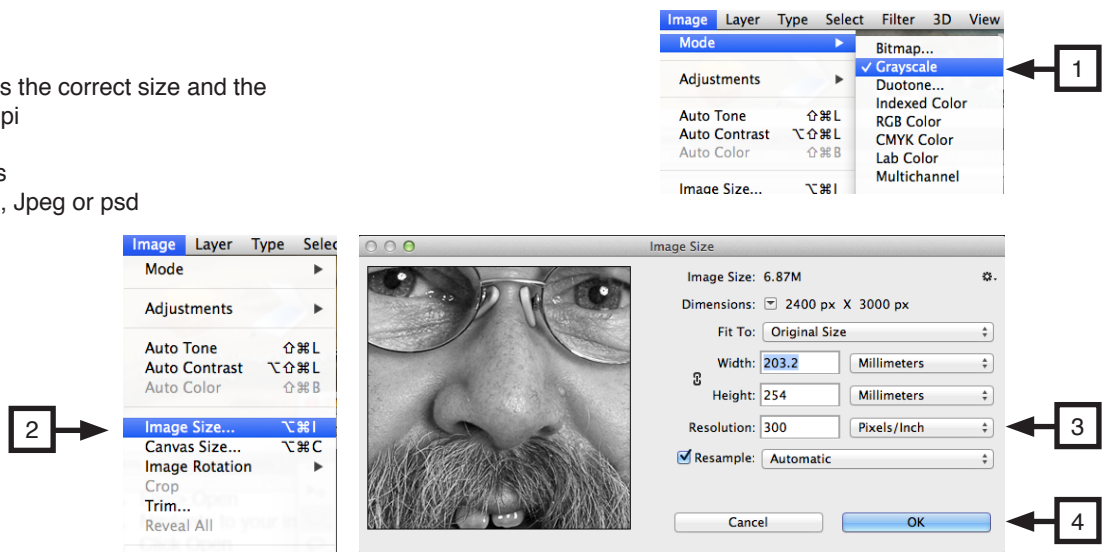 Image Layer Type Select Filter 3D View
Mode
Bitmap...
Grayscale
1
Adjustments
Duotone...
Indexed Color
Auto Tone ⇧⌘L
RGB Color
Auto Contrast ⌥⇧⌘L
CMYK Color
Auto Color ⇧⌘B
Lab Color
Multichannel
Image Size... ⌥⌘I
s the correct size and the
pi
s
, Jpeg or psd
Image Layer Type Selec
Mode
Adjustments
Auto Tone ⇧⌘L
Auto Contrast ⌥⇧⌘L
Auto Color ⇧⌘B
2
Image Size... ⌥⌘I
Canvas Size... ⌥⌘C
Image Rotation
Crop
Trim...
Reveal All
Image Size
Image Size: 6.87M
Dimensions: 2400 px X 3000 px
Fit To: Original Size
Width: 203.2 Millimeters
Height: 254 Millimeters
Resolution: 300 Pixels/Inch
3
Resample: Automatic
Cancel
OK
4